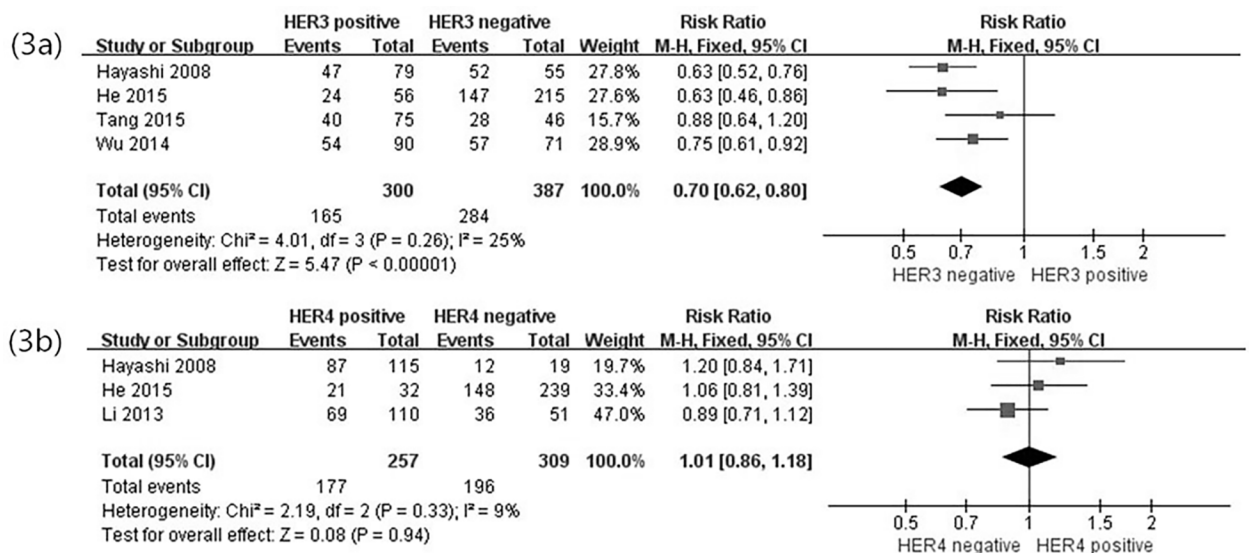 (3a)
HER3 positive HER3 negative Risk Ratio Risk Ratio
Study or Subgroup Events Total Events Total Weight M-H, Fixed, 95% CI M-H, Fixed, 95% CI
Hayashi 2008 47 79 52 55 27.8% 0.63 [0.52, 0.76]
He 2015 24 56 147 215 27.6% 0.63 [0.46, 0.86]
Tang 2015 40 75 28 46 15.7% 0.88 [0.64, 1.20]
Wu 2014 54 90 57 71 28.9% 0.75 [0.61, 0.92]
Total (95% CI) 300 387 100.0% 0.70 [0.62, 0.80]
Total events 165 284
Heterogeneity: Chi² = 4.01, df = 3 (P = 0.26); I² = 25%
Test for overall effect: Z = 5.47 (P < 0.00001)
0.5 0.7 1 1.5 2
HER3 negative HER3 positive
(3b)
HER4 positive HER4 negative Risk Ratio Risk Ratio
Study or Subgroup Events Total Events Total Weight M-H, Fixed, 95% CI M-H, Fixed, 95% CI
Hayashi 2008 87 115 12 19 19.7% 1.20 [0.84, 1.71]
He 2015 21 32 148 239 33.4% 1.06 [0.81, 1.39]
Li 2013 69 110 36 51 47.0% 0.89 [0.71, 1.12]
Total (95% CI) 257 309 100.0% 1.01 [0.86, 1.18]
Total events 177 196
Heterogeneity: Chi² = 2.19, df = 2 (P = 0.33); I² = 9%
Test for overall effect: Z = 0.08 (P = 0.94)
0.5 0.7 1 1.5 2
HER4 negative HER4 positive